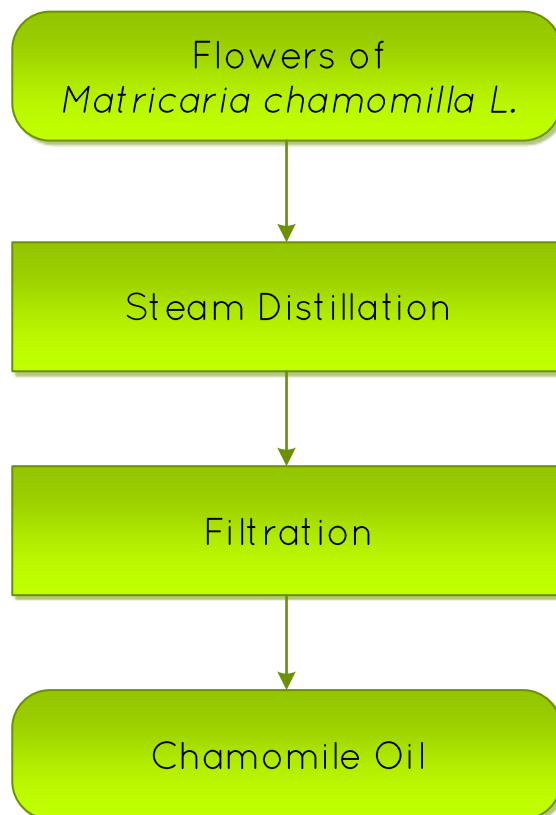 Flowers of
Matricaria chamomilla L.
Steam Distillation
Filtration
Chamomile Oil